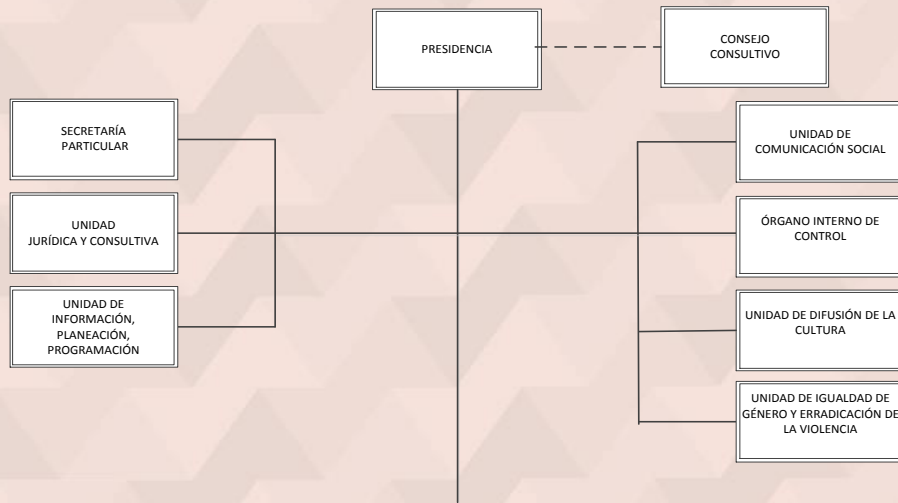 PRESIDENCIA
CONSEJO
CONSULTIVO
SECRETARÍA
PARTICULAR
UNIDAD
JURÍDICA Y CONSULTIVA
UNIDAD DE
INFORMACIÓN,
PLANEACIÓN,
PROGRAMACIÓN
UNIDAD DE
COMUNICACIÓN SOCIAL
ÓRGANO INTERNO DE
CONTROL
UNIDAD DE DIFUSIÓN DE LA
CULTURA
UNIDAD DE IGUALDAD DE
GÉNERO Y ERRADICACIÓN DE
LA VIOLENCIA